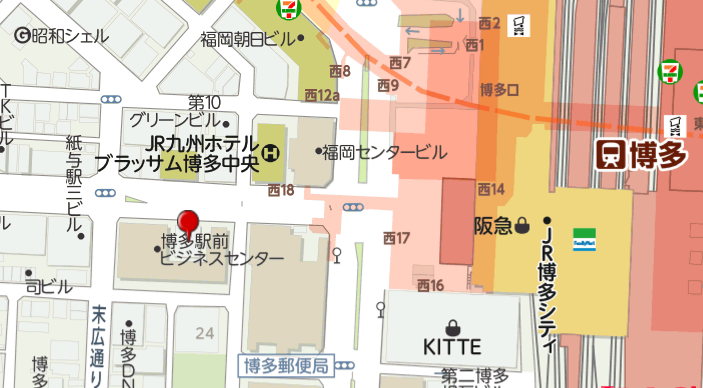 昭和シェル
福岡朝日ビル
西2
西1
西7
西8
西9
西12a
博多口
TKビル
第10
グリーンビル
紙与駅三ビル
JR九州ホテル
ブラッサム博多中央
H
福岡センタービル
博多
西18
西14
西17
西16
阪急
JR博多シティ
FamilyMart
博多駅前
ビジネスセンター
司ビル
末広通り
博多DN
24
KITTE
博多郵便局
第二博多
博多